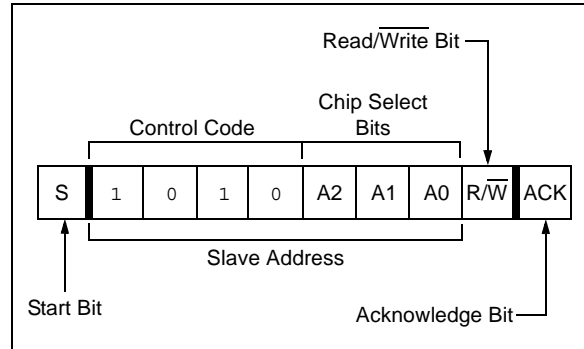 Read/Write Bit
Chip Select
Bits
Control Code
S 1 0 1 0 A2 A1 A0 R/W ACK
Slave Address
Start Bit
Acknowledge Bit